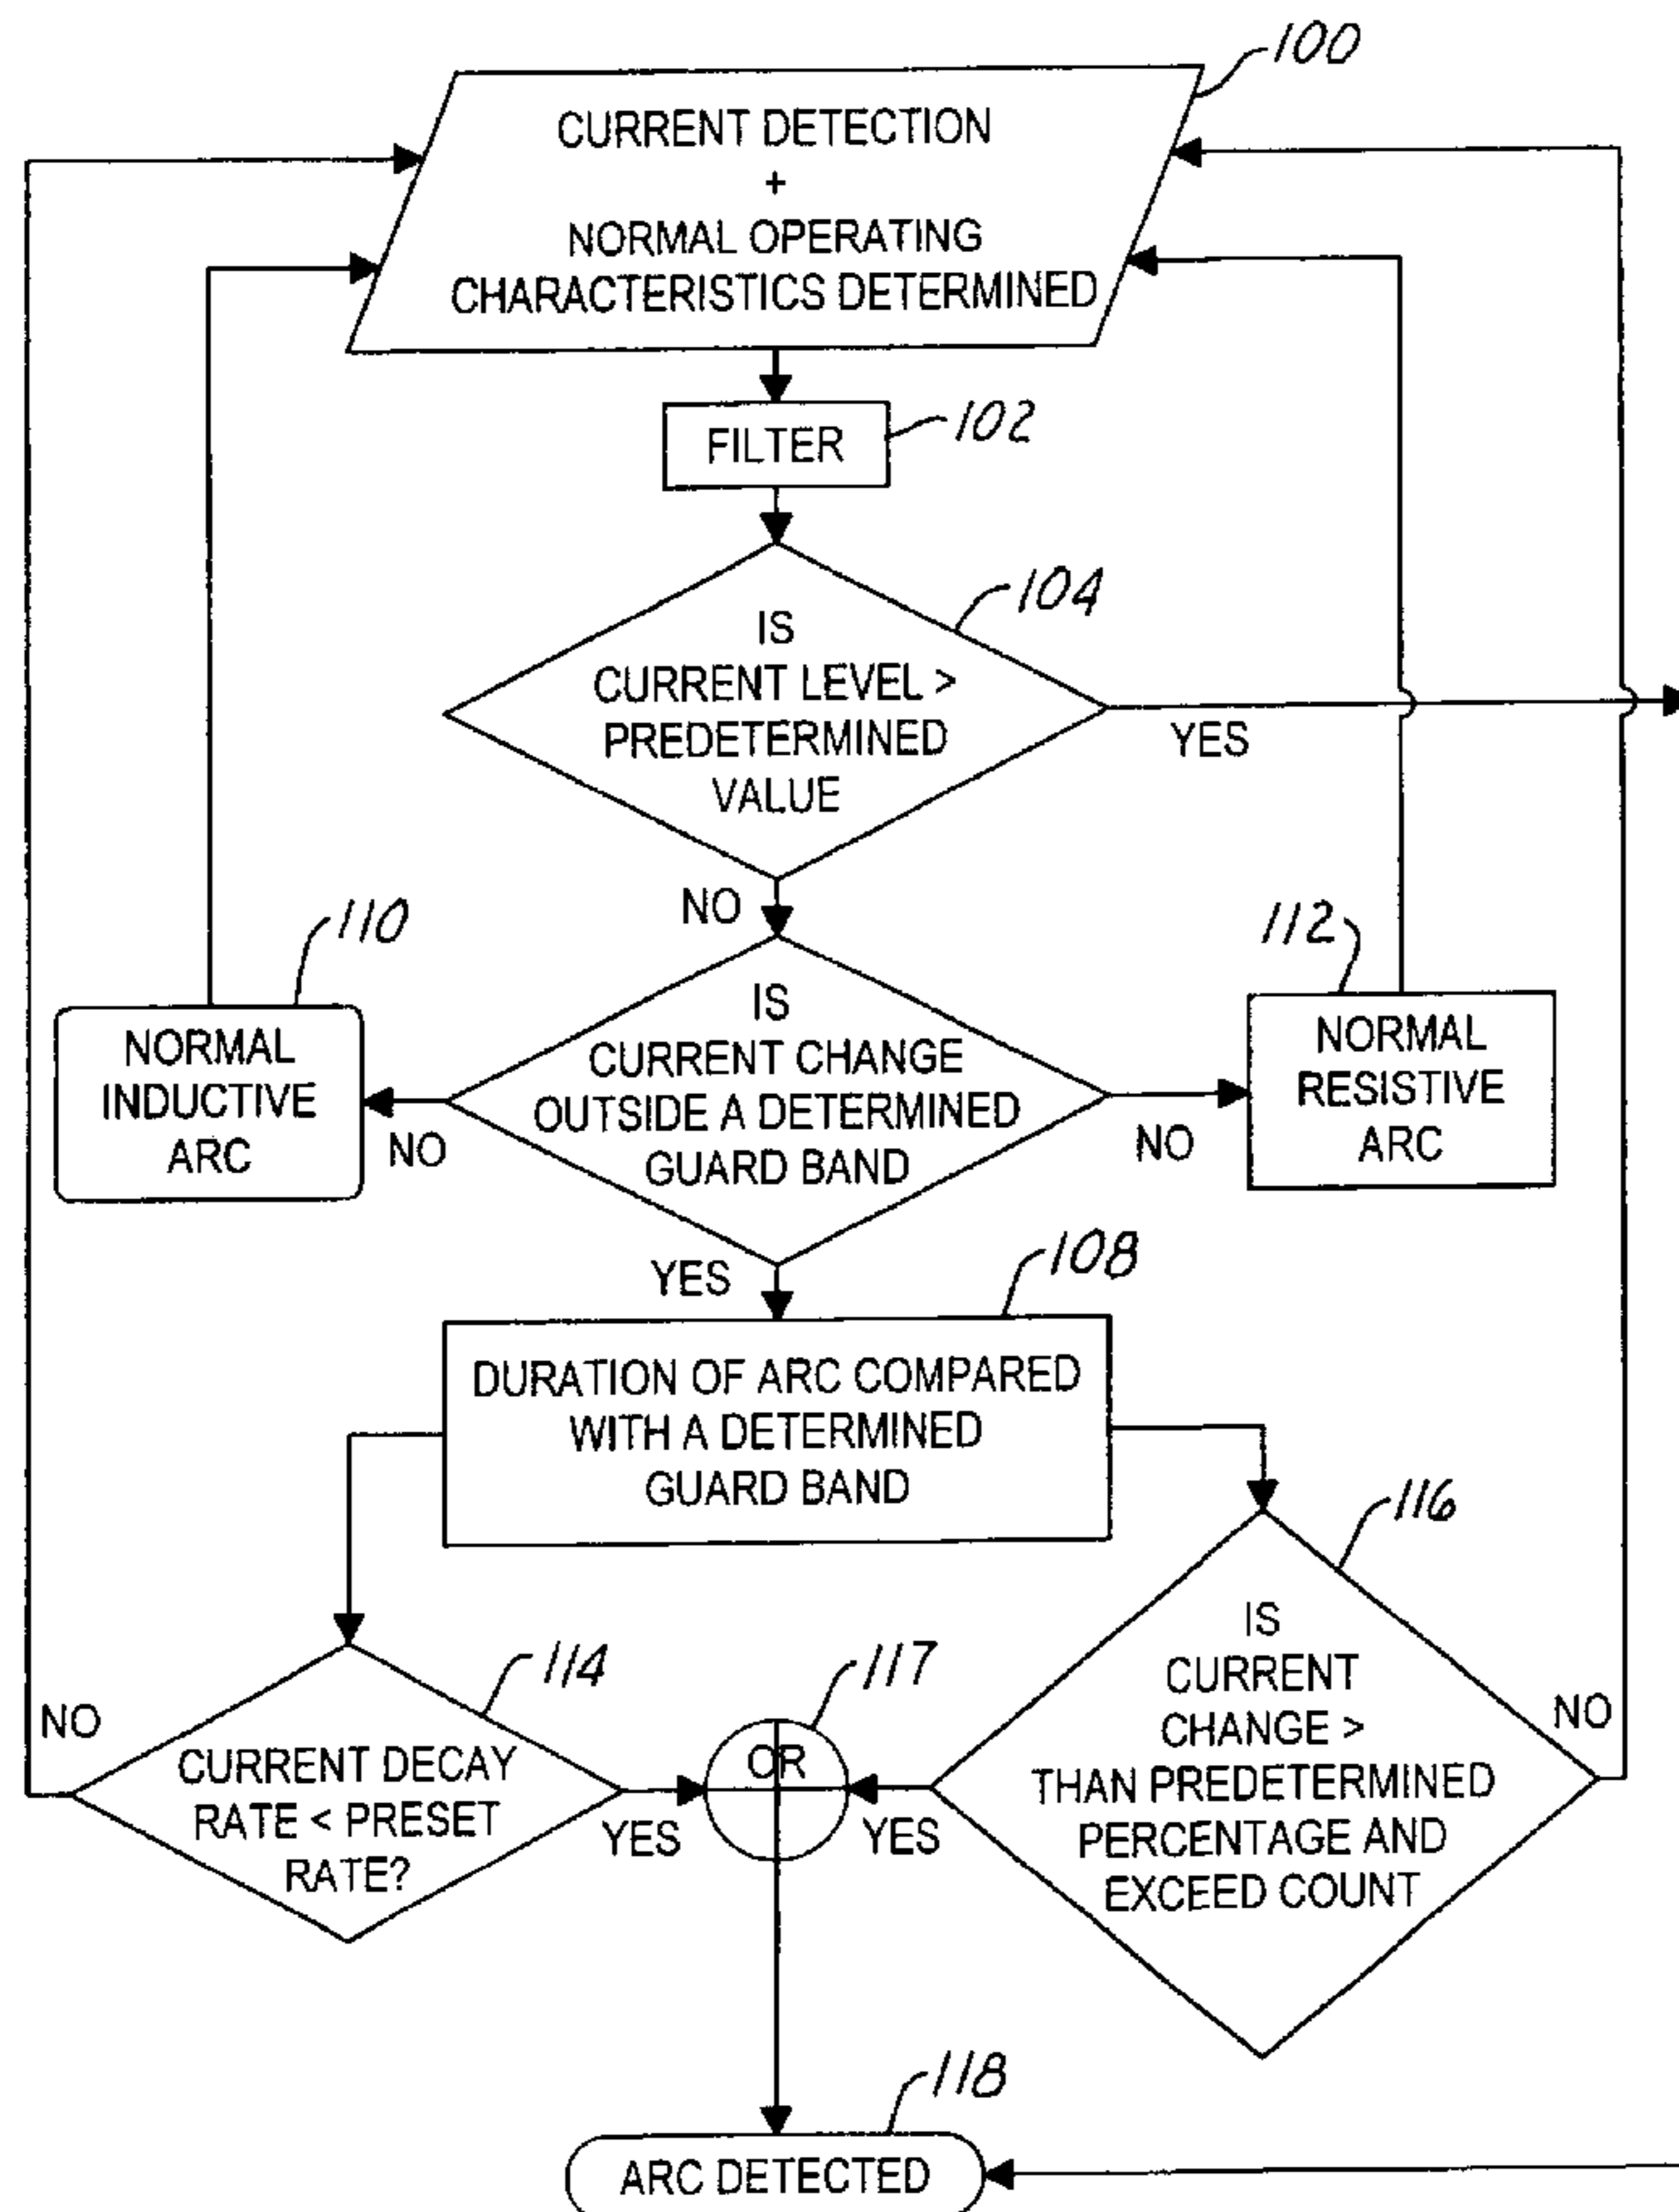 100
CURRENT DETECTION
+
NORMAL OPERATING
CHARACTERISTICS DETERMINED
FILTER
102
104
IS
CURRENT LEVEL >
PREDETERMINED
VALUE
YES
NO
110
112
NORMAL
INDUCTIVE
ARC
NO
IS
CURRENT CHANGE
OUTSIDE A DETERMINED
GUARD BAND
NO
NORMAL
RESISTIVE
ARC
YES
108
DURATION OF ARC COMPARED
WITH A DETERMINED
GUARD BAND
116
114
117
NO
CURRENT DECAY
RATE < PRESET
RATE?
YES
OR
YES
IS
CURRENT
CHANGE >
THAN PREDETERMINED
PERCENTAGE AND
EXCEED COUNT
NO
118
ARC DETECTED